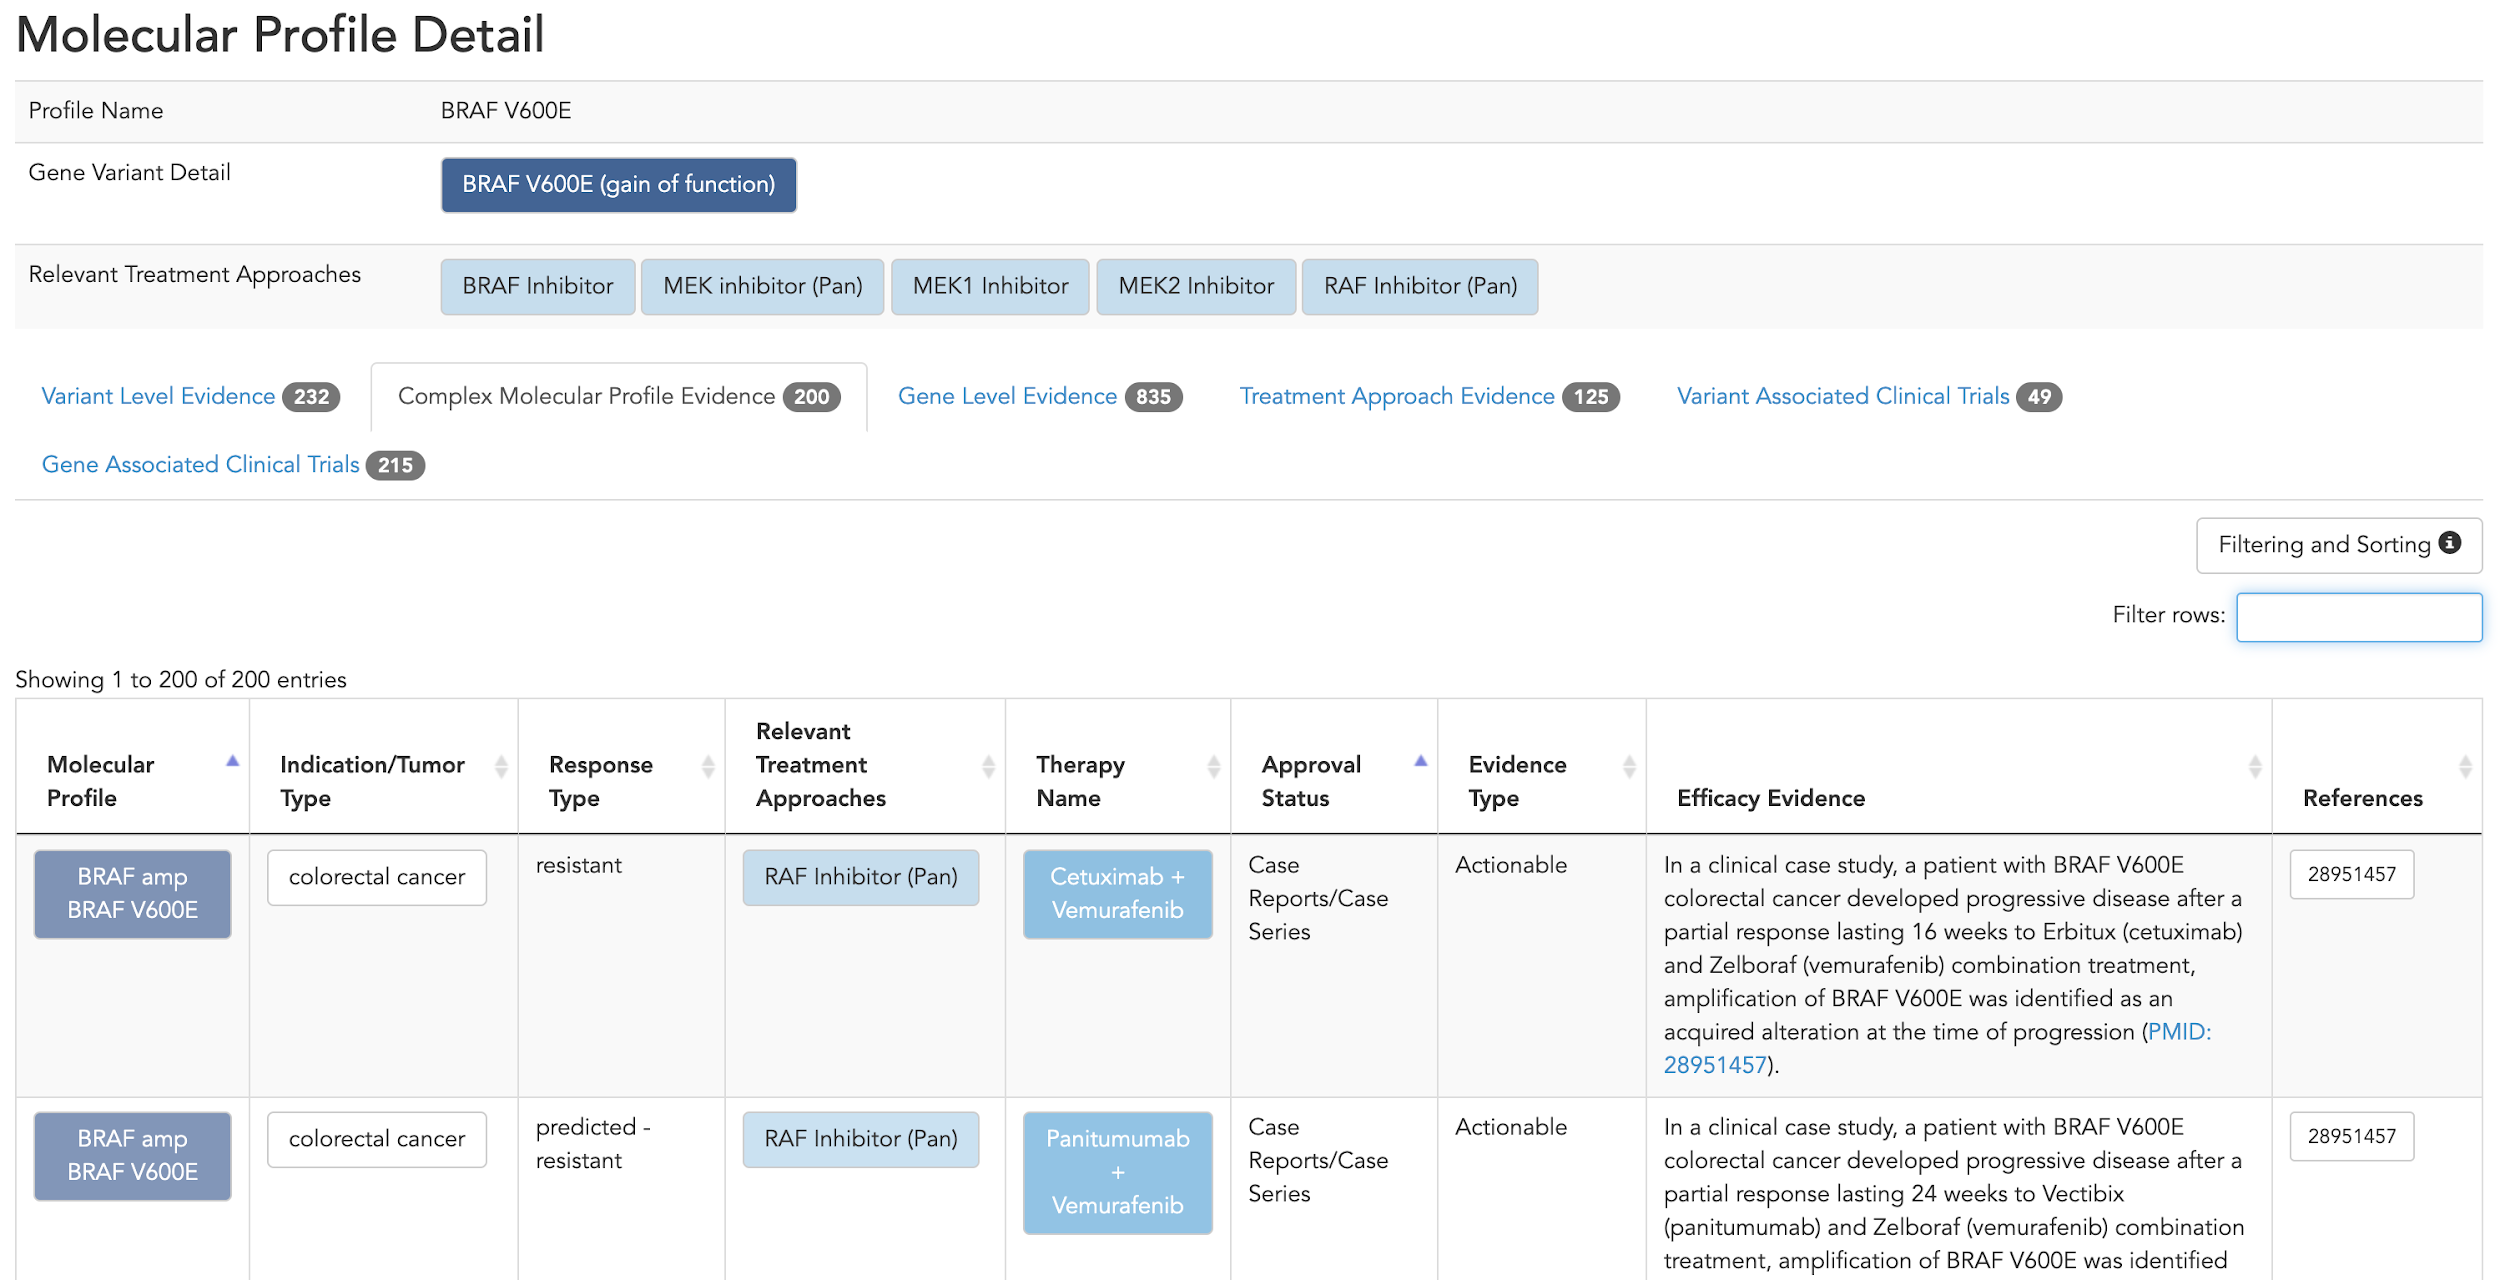 Molecular Profile Detail
Profile Name
BRAF V600E
Gene Variant Detail
BRAF V600E (gain of function)
Relevant Treatment Approaches
BRAF Inhibitor
MEK inhibitor (Pan)
MEK1 Inhibitor
MEK2 Inhibitor
RAF Inhibitor (Pan)
Variant Level Evidence 232
Complex Molecular Profile Evidence 200
Gene Level Evidence 835
Treatment Approach Evidence 125
Variant Associated Clinical Trials 49
Gene Associated Clinical Trials 215
Filtering and Sorting
Filter rows:
Showing 1 to 200 of 200 entries
Molecular
Profile
Indication/Tumor
Type
Response
Type
Relevant
Treatment
Approaches
Therapy
Name
Approval
Status
Evidence
Type
Efficacy Evidence
References
BRAF amp
BRAF V600E
colorectal cancer
resistant
RAF Inhibitor (Pan)
Cetuximab +
Vemurafenib
Case
Reports/Case
Series
Actionable
In a clinical case study, a patient with BRAF V600E
colorectal cancer developed progressive disease after a
partial response lasting 16 weeks to Erbitux (cetuximab)
and Zelboraf (vemurafenib) combination treatment,
amplification of BRAF V600E was identified as an
acquired alteration at the time of progression (PMID:
28951457).
28951457
BRAF amp
BRAF V600E
colorectal cancer
predicted -
resistant
RAF Inhibitor (Pan)
Panitumumab
+
Vemurafenib
Case
Reports/Case
Series
Actionable
In a clinical case study, a patient with BRAF V600E
colorectal cancer developed progressive disease after a
partial response lasting 24 weeks to Vectibix
(panitumumab) and Zelboraf (vemurafenib) combination
treatment, amplification of BRAF V600E was identified
28951457